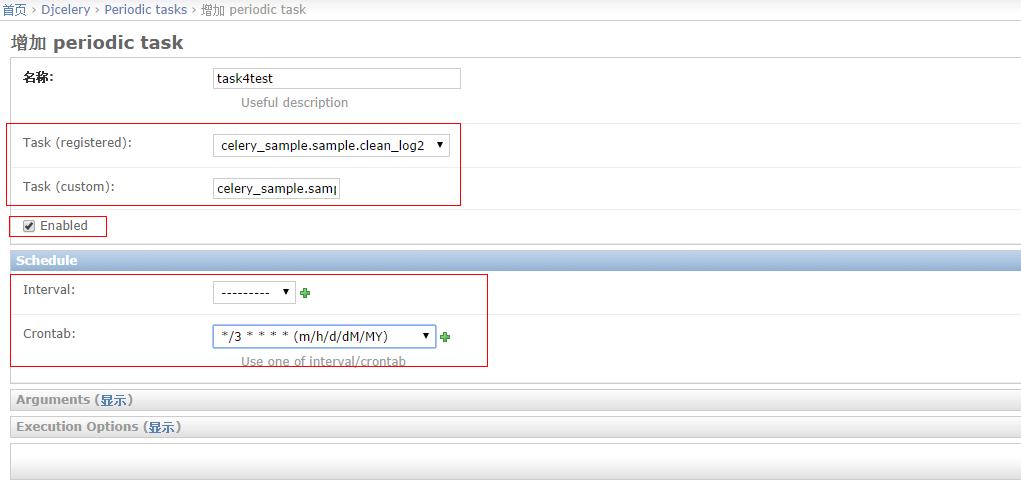 首页 › Djcelery › Periodic tasks › 增加 periodic task
增加 periodic task
名称: task4test
Useful description
Task (registered): celery_sample.sample.clean_log2
Task (custom): celery_sample.samp
Enabled
Schedule
Interval: ---------
Crontab: */3 * * * * (m/h/d/dM/MY)
Use one of interval/crontab
Arguments (显示)
Execution Options (显示)